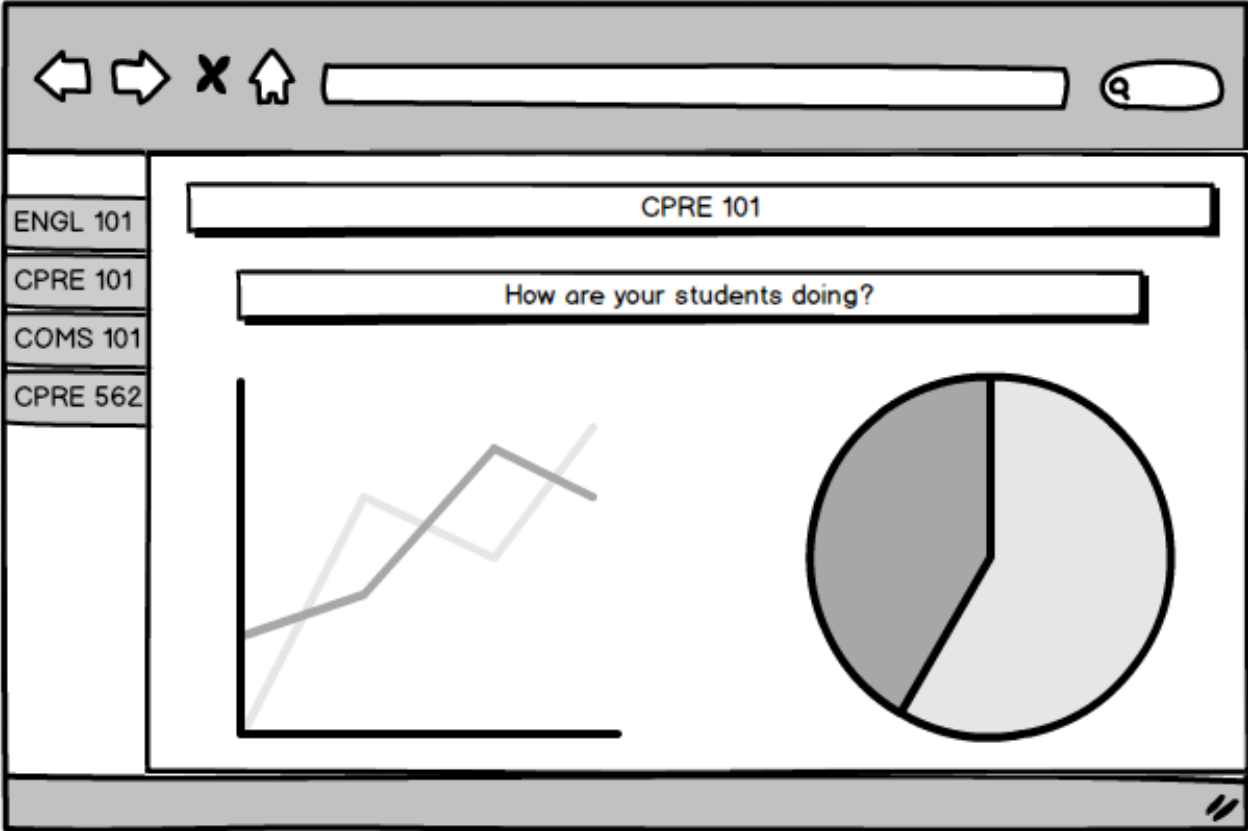 ENGL 101
CPRE 101
COMS 101
CPRE 562
CPRE 101
How are your students doing?